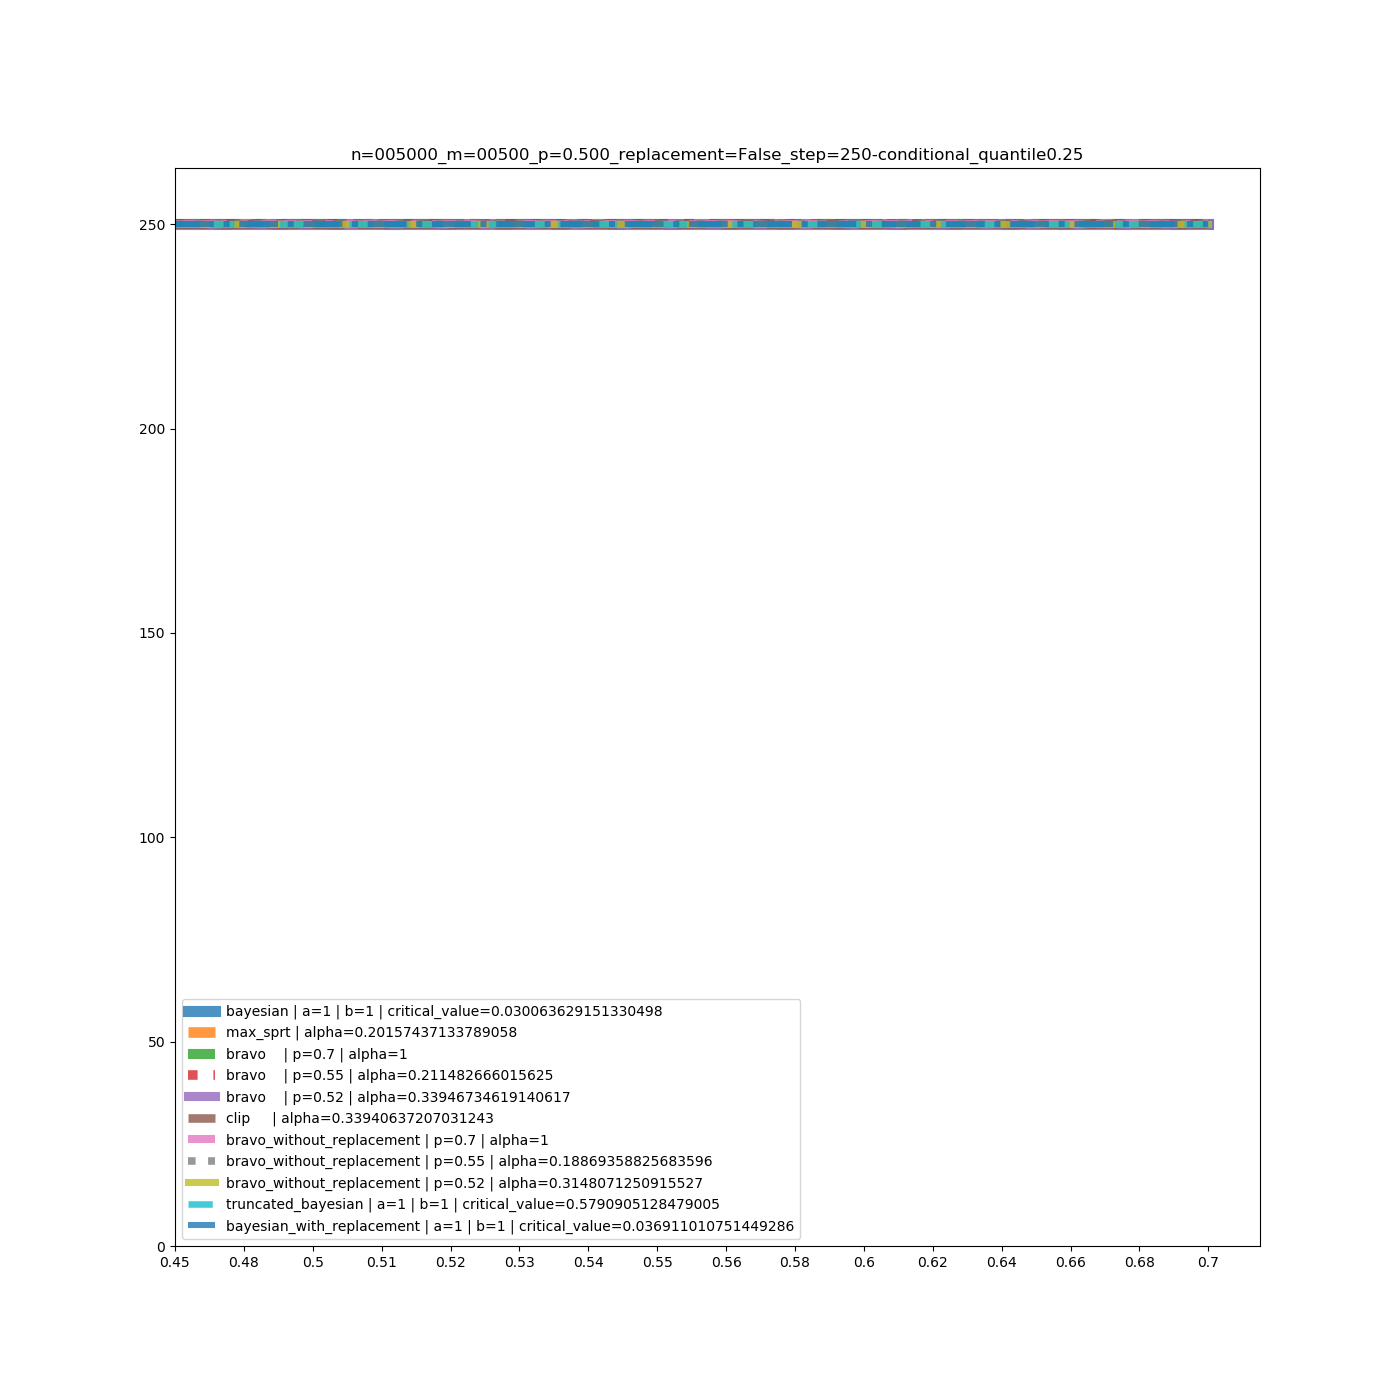 n=005000_m=00500_p=0.500_replacement=False_step=250-conditional_quantile0.25
250
200
150
100
50
0
bayesian | a=1 | b=1 | critical_value=0.030063629151330498
max_sprt | alpha=0.20157437133789058
bravo | p=0.7 | alpha=1
bravo | p=0.55 | alpha=0.211482666015625
bravo | p=0.52 | alpha=0.33946734619140617
clip | alpha=0.33940637207031243
bravo_without_replacement | p=0.7 | alpha=1
bravo_without_replacement | p=0.55 | alpha=0.18869358825683596
bravo_without_replacement | p=0.52 | alpha=0.3148071250915527
truncated_bayesian | a=1 | b=1 | critical_value=0.5790905128479005
bayesian_with_replacement | a=1 | b=1 | critical_value=0.036911010751449286
0.45 0.48 0.5 0.51 0.52 0.53 0.54 0.55 0.56 0.58 0.6 0.62 0.64 0.66 0.68 0.7